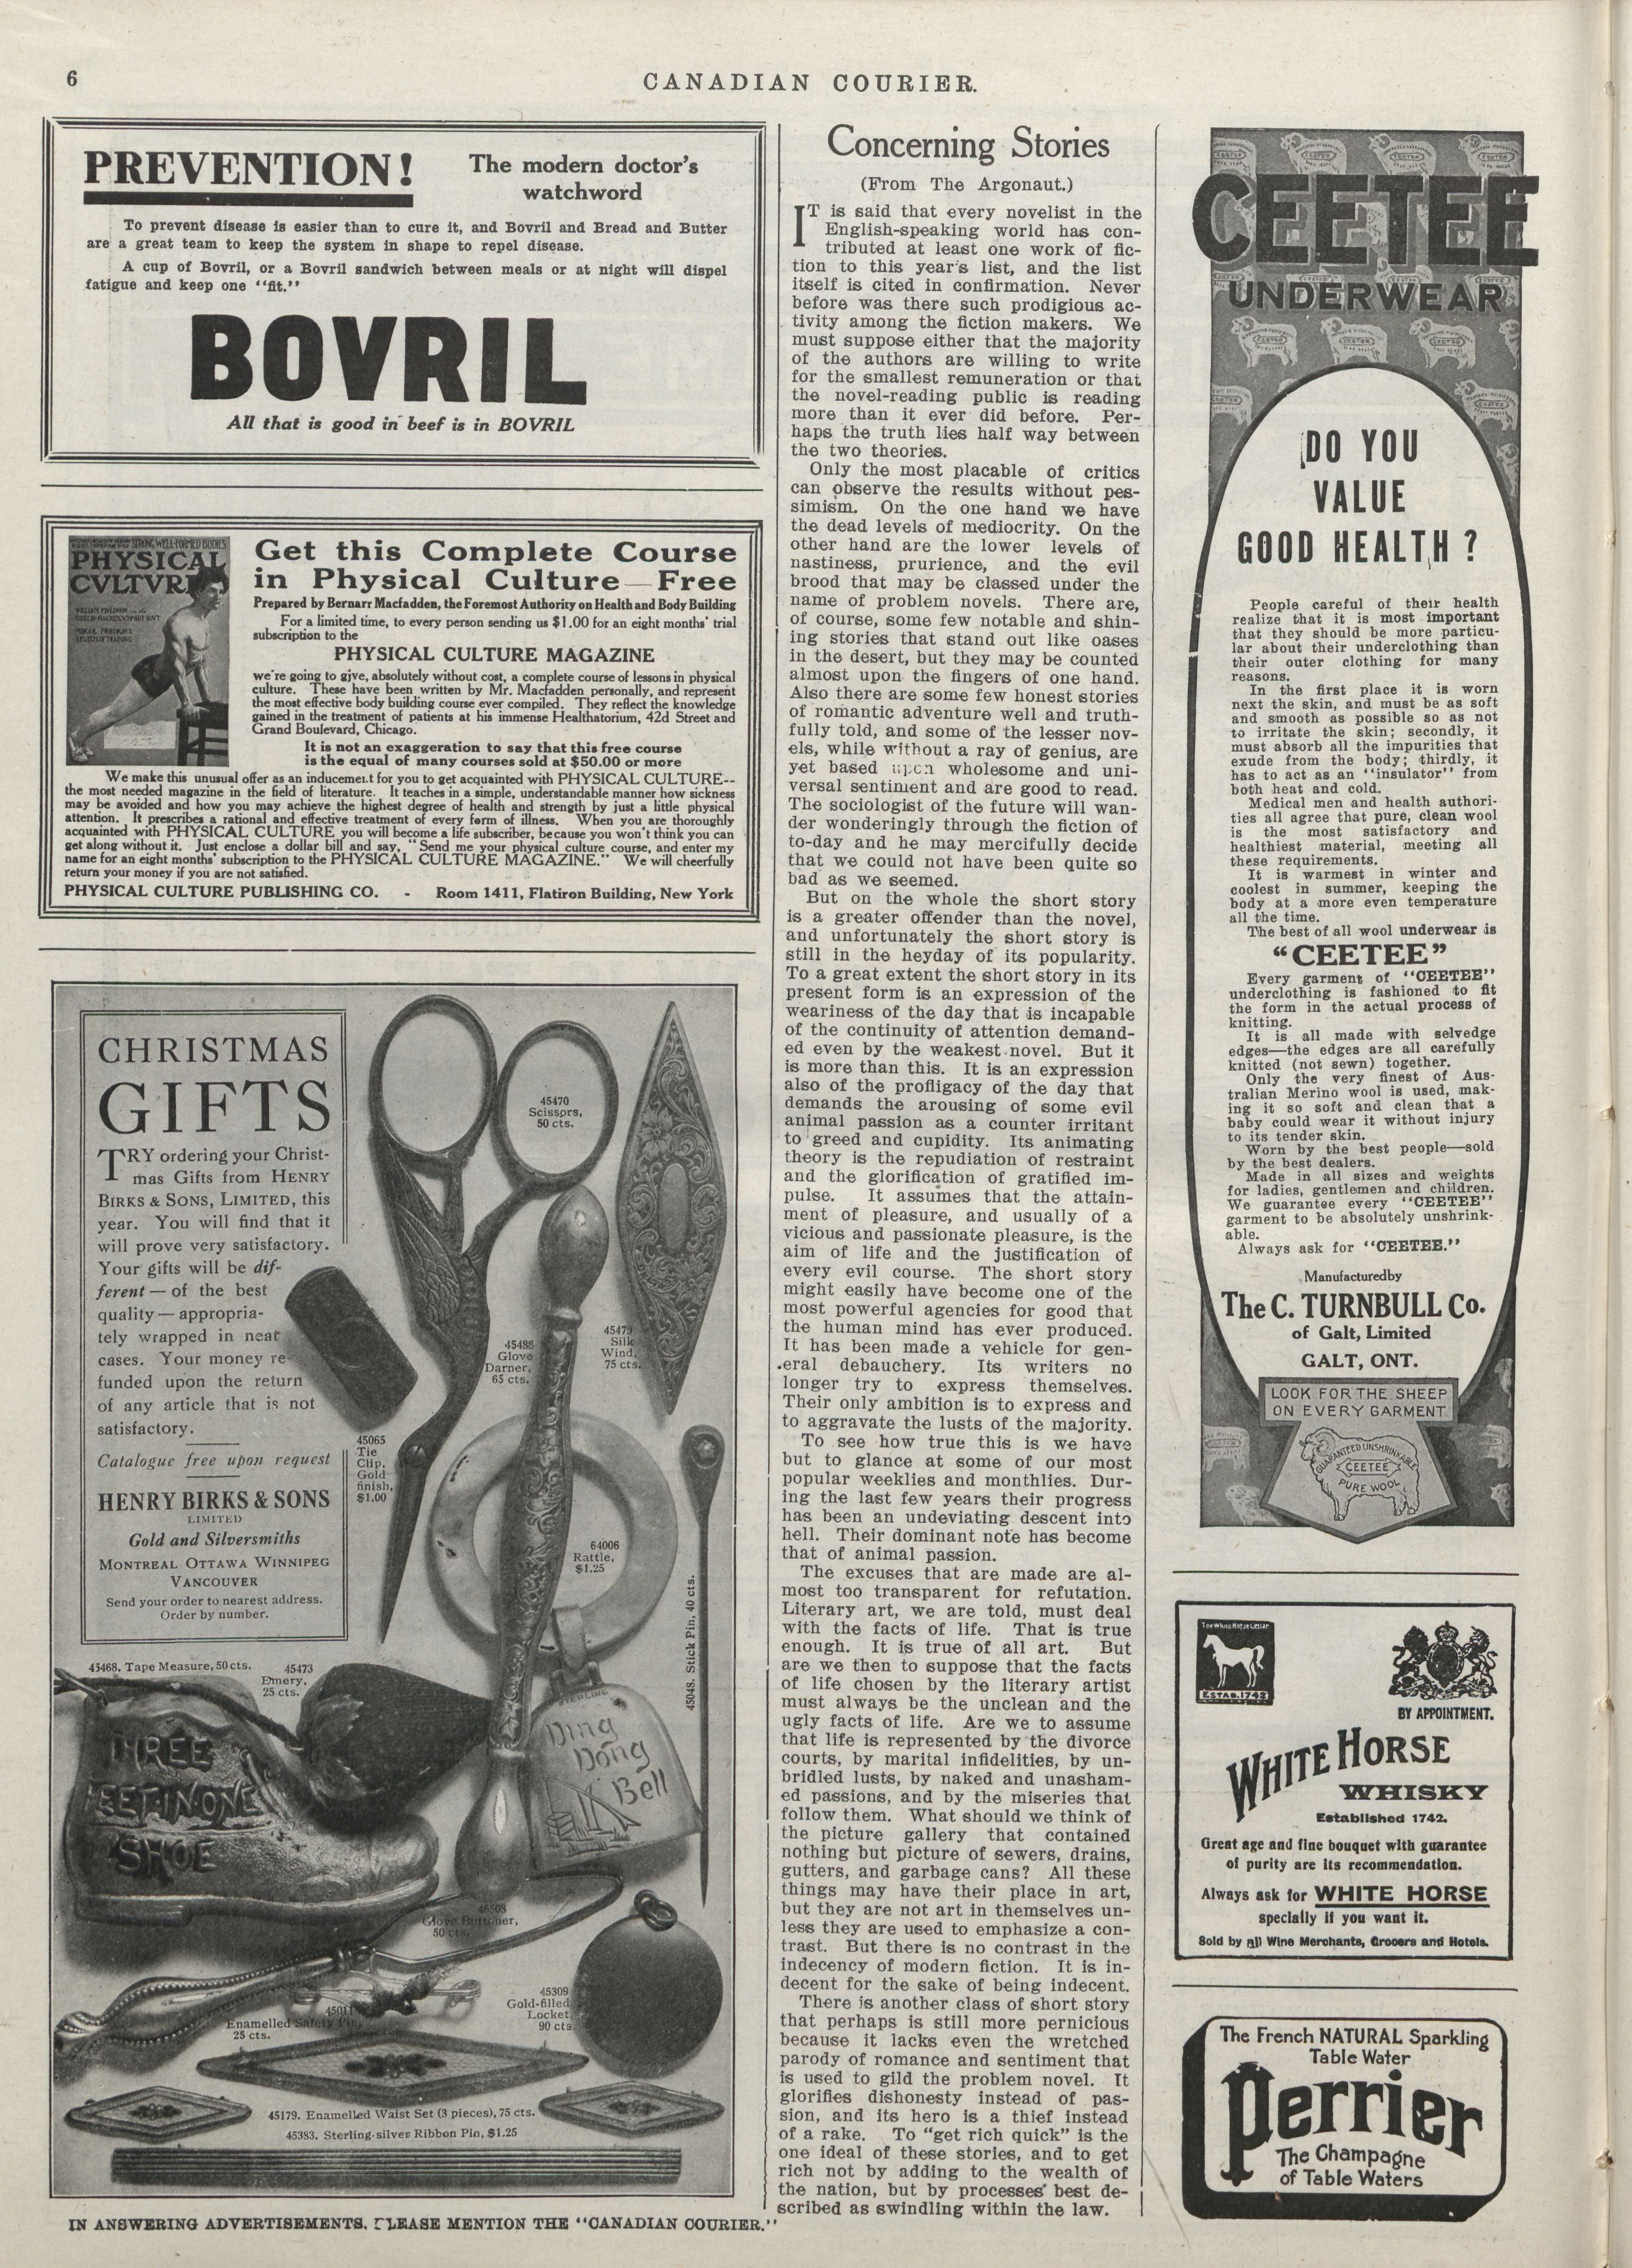 6
CANADIAN COURIER.
PREVENTION!
The modern doctor's
watchword
To prevent disease is easier than to cure it, and Bovril and Bread and Butter
are a great team to keep the system in shape to repel disease.
A cup of Bovril, or a Bovril sandwich between meals or at night will dispel
fatigue and keep one "fit."
BOVRIL
All that is good in beef is in BOVRIL
STRONG WELL-FORMED BODIES
PHYSICAL
CVLTVRE
Get this Complete Course
in Physical Culture—Free
Prepared by Bernarr Macfadden, the Foremost Authority on Health and Body Building
For a limited time, to every person sending us $1.00 for an eight months' trial
subscription to the
PHYSICAL CULTURE MAGAZINE
we're going to give, absolutely without cost, a complete course of lessons in physical
culture. These have been written by Mr. Macfadden personally, and represent
the most effective body building course ever compiled. They reflect the knowledge
gained in the treatment of patients at his immense Healthatorium, 42d Street and
Grand Boulevard, Chicago.
It is not an exaggeration to say that this free course
is the equal of many courses sold at $50.00 or more
We make this unusual offer as an inducement for you to get acquainted with PHYSICAL CULTURE--
the most needed magazine in the field of literature. It teaches in a simple, understandable manner how sickness
may be avoided and how you may achieve the highest degree of health and strength by just a little physical
attention. It prescribes a rational and effective treatment of every form of illness. When you are thoroughly
acquainted with PHYSICAL CULTURE you will become a life subscriber, because you won't think you can
get along without it. Just enclose a dollar bill and say, "Send me your physical culture course, and enter my
name for an eight months' subscription to the PHYSICAL CULTURE MAGAZINE." We will cheerfully
return your money if you are not satisfied.
PHYSICAL CULTURE PUBLISHING CO. - Room 1411, Flatiron Building, New York
CHRISTMAS
GIFTS
TRY ordering your Christ-
mas Gifts from HENRY
BIRKS & SONS, LIMITED, this
year. You will find that it
will prove very satisfactory.
Your gifts will be dif-
ferent—of the best
quality—appropria-
tely wrapped in neat
cases. Your money re-
funded upon the return
of any article that is not
satisfactory.
Catalogue free upon request
HENRY BIRKS & SONS
LIMITED
Gold and Silversmiths
MONTREAL OTTAWA WINNIPEG
VANCOUVER
Send your order to nearest address.
Order by number.
45470
Scissors,
50 cts.
45488
Glove
Darner,
65 cts.
45479
Silk
Wind,
75 cts.
45065
Tie
Clip,
Gold
finish,
$1.00
64006
Rattle,
$1.25
45048. Stick Pin, 40 cts.
45468. Tape Measure, 50 cts.
45473
Emery,
25 cts.
THREE
FEET-IN-ONE
SHOE
STERLING
Ding
Dong
Bell
Glove Buttoner,
50 cts.
Enamelled Safety Pin,
25 cts.
45309
Gold-filled
Locket,
90 cts
45179. Enamelled Waist Set (3 pieces), 75 cts.
45383. Sterling-silver Ribbon Pin, $1.25
IN ANSWERING ADVERTISEMENTS, PLEASE MENTION THE "CANADIAN COURIER."
Concerning Stories
(From The Argonaut.)
IT is said that every novelist in the
English-speaking world has con-
tributed at least one work of fic-
tion to this year's list, and the list
itself is cited in confirmation. Never
before was there such prodigious ac-
tivity among the fiction makers. We
must suppose either that the majority
of the authors are willing to write
for the smallest remuneration or that
the novel-reading public is reading
more than it ever did before. Per-
haps the truth lies half way between
the two theories.
Only the most placable of critics
can observe the results without pes-
simism. On the one hand we have
the dead levels of mediocrity. On the
other hand are the lower levels of
nastiness, prurience, and the evil
brood that may be classed under the
name of problem novels. There are,
of course, some few notable and shin-
ing stories that stand out like oases
in the desert, but they may be counted
almost upon the fingers of one hand.
Also there are some few honest stories
of romantic adventure well and truth-
fully told, and some of the lesser nov-
els, while without a ray of genius, are
yet based upon wholesome and uni-
versal sentiment and are good to read.
The sociologist of the future will wan-
der wonderingly through the fiction of
to-day and he may mercifully decide
that we could not have been quite so
bad as we seemed.
But on the whole the short story
is a greater offender than the novel,
and unfortunately the short story is
still in the heyday of its popularity.
To a great extent the short story in its
present form is an expression of the
weariness of the day that is incapable
of the continuity of attention demand-
ed even by the weakest novel. But it
is more than this. It is an expression
also of the profligacy of the day that
demands the arousing of some evil
animal passion as a counter irritant
to greed and cupidity. Its animating
theory is the repudiation of restraint
and the glorification of gratified im-
pulse. It assumes that the attain-
ment of pleasure, and usually of a
vicious and passionate pleasure, is the
aim of life and the justification of
every evil course. The short story
might easily have become one of the
most powerful agencies for good that
the human mind has ever produced.
It has been made a vehicle for gen-
eral debauchery. Its writers no
longer try to express themselves.
Their only ambition is to express and
to aggravate the lusts of the majority.
To see how true this is we have
but to glance at some of our most
popular weeklies and monthlies. Dur-
ing the last few years their progress
has been an undeviating descent into
hell. Their dominant note has become
that of animal passion.
The excuses that are made are al-
most too transparent for refutation.
Literary art, we are told, must deal
with the facts of life. That is true
enough. It is true of all art. But
are we then to suppose that the facts
of life chosen by the literary artist
must always be the unclean and the
ugly facts of life. Are we to assume
that life is represented by the divorce
courts, by marital infidelities, by un-
bridled lusts, by naked and unasham-
ed passions, and by the miseries that
follow them. What should we think of
the picture gallery that contained
nothing but picture of sewers, drains,
gutters, and garbage cans? All these
things may have their place in art,
but they are not art in themselves un-
less they are used to emphasize a con-
trast. But there is no contrast in the
indecency of modern fiction. It is in-
decent for the sake of being indecent.
There is another class of short story
that perhaps is still more pernicious
because it lacks even the wretched
parody of romance and sentiment that
is used to gild the problem novel. It
glorifies dishonesty instead of pas-
sion, and its hero is a thief instead
of a rake. To "get rich quick" is the
one ideal of these stories, and to get
rich not by adding to the wealth of
the nation, but by processes best de-
scribed as swindling within the law.
CEETEE
UNDERWEAR
DO YOU
VALUE
GOOD HEALTH?
People careful of their health
realize that it is most important
that they should be more particu-
lar about their underclothing than
their outer clothing for many
reasons.
In the first place it is worn
next the skin, and must be as soft
and smooth as possible so as not
to irritate the skin; secondly, it
must absorb all the impurities that
exude from the body; thirdly, it
has to act as an "insulator" from
both heat and cold.
Medical men and health authori-
ties all agree that pure, clean wool
is the most satisfactory and
healthiest material, meeting all
these requirements.
It is warmest in winter and
coolest in summer, keeping the
body at a more even temperature
all the time.
The best of all wool underwear is
"CEETEE"
Every garment of "CEETEE"
underclothing is fashioned to fit
the form in the actual process of
knitting.
It is all made with selvedge
edges—the edges are all carefully
knitted (not sewn) together.
Only the very finest of Aus-
tralian Merino wool is used, mak-
ing it so soft and clean that a
baby could wear it without injury
to its tender skin.
Worn by the best people—sold
by the best dealers.
Made in all sizes and weights
for ladies, gentlemen and children.
We guarantee every "CEETEE"
garment to be absolutely unshrink-
able.
Always ask for "CEETEE."
Manufactured by
The C. TURNBULL Co.
of Galt, Limited
GALT, ONT.
LOOK FOR THE SHEEP
ON EVERY GARMENT
GUARANTEED UNSHRINKABLE
CEETEE
PURE WOOL
The White Horse Cellar
ESTAB. 1742
BY APPOINTMENT.
WHITE HORSE
WHISKY
Established 1742.
Great age and fine bouquet with guarantee
of purity are its recommendation.
Always ask for WHITE HORSE
specially if you want it.
Sold by all Wine Merchants, Grocers and Hotels.
The French NATURAL Sparkling
Table Water
Perrier
The Champagne
of Table Waters